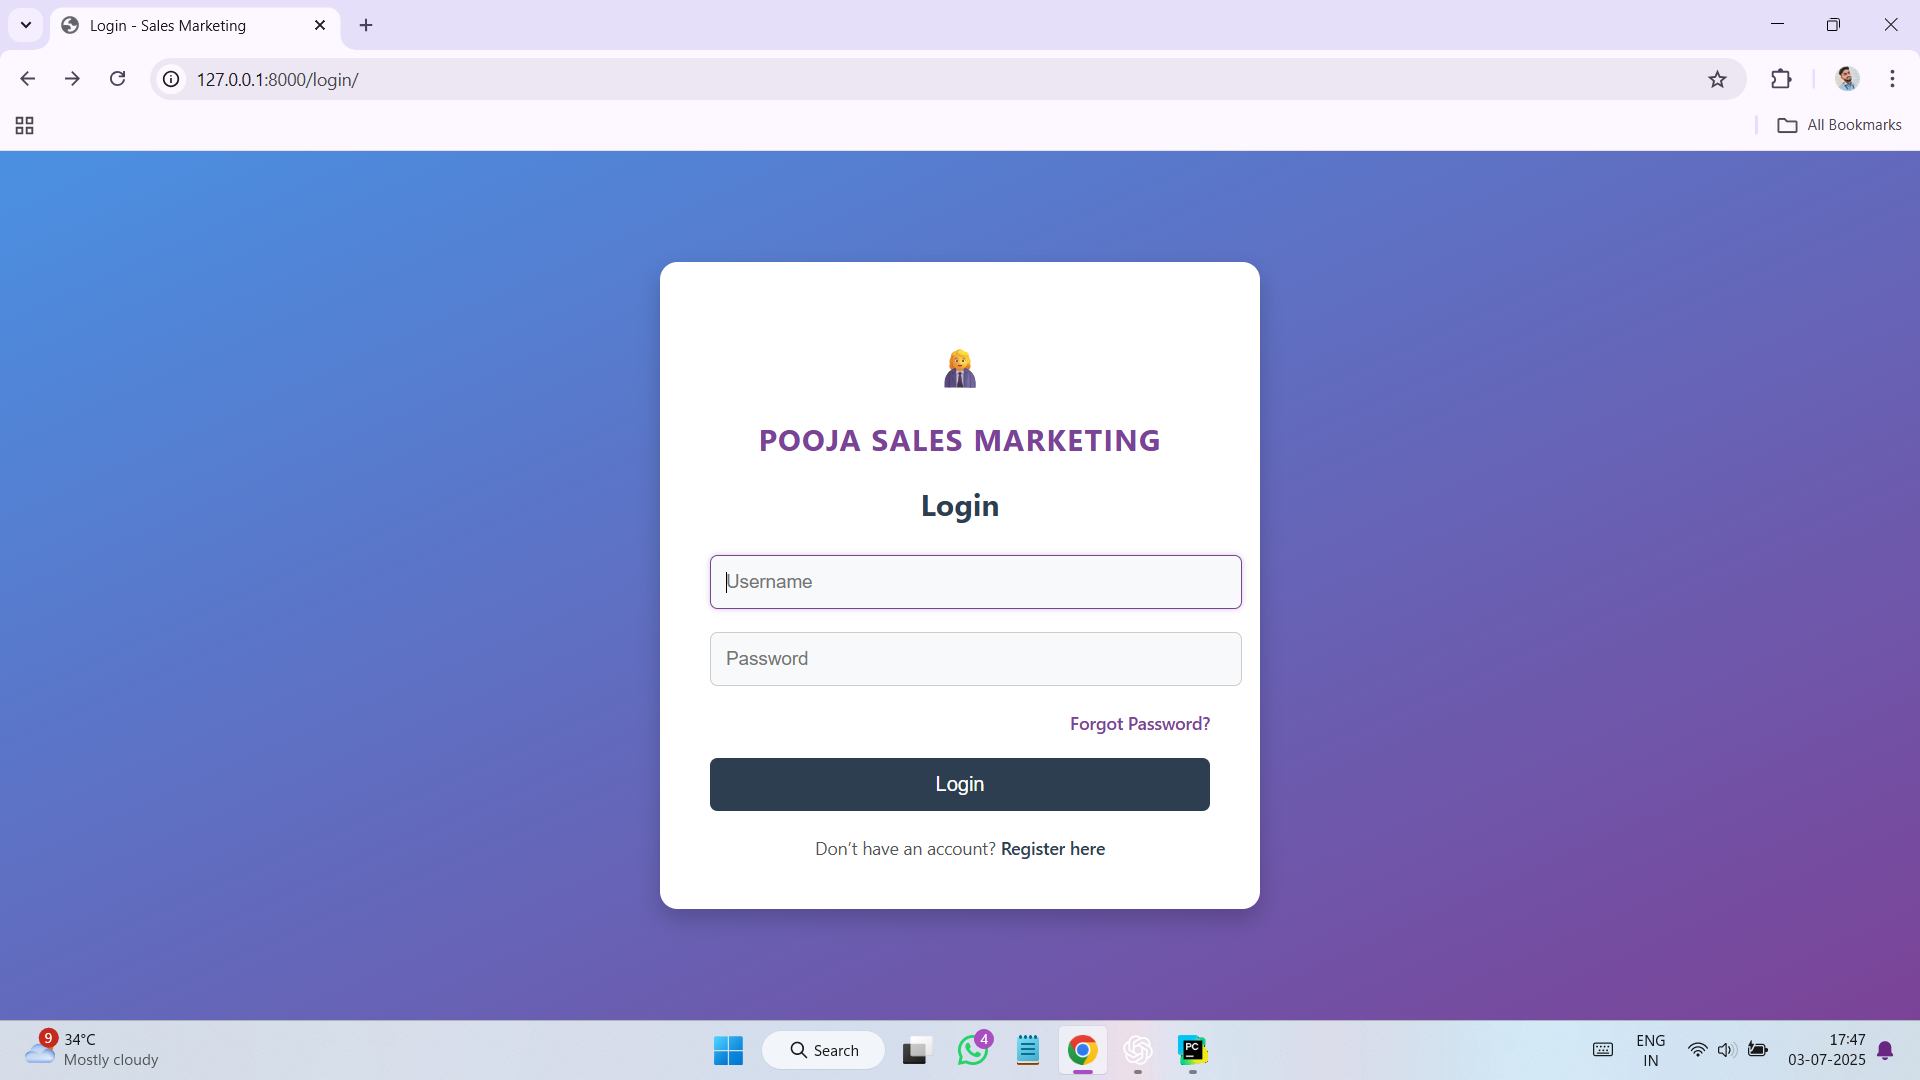 Login - Sales Marketing
127.0.0.1:8000/login/
All Bookmarks
POOJA SALES MARKETING
Login
Username
Password
Forgot Password?
Login
Don’t have an account? Register here
9
34°C
Mostly cloudy
Search
4
PC
ENG
IN
17:47
03-07-2025